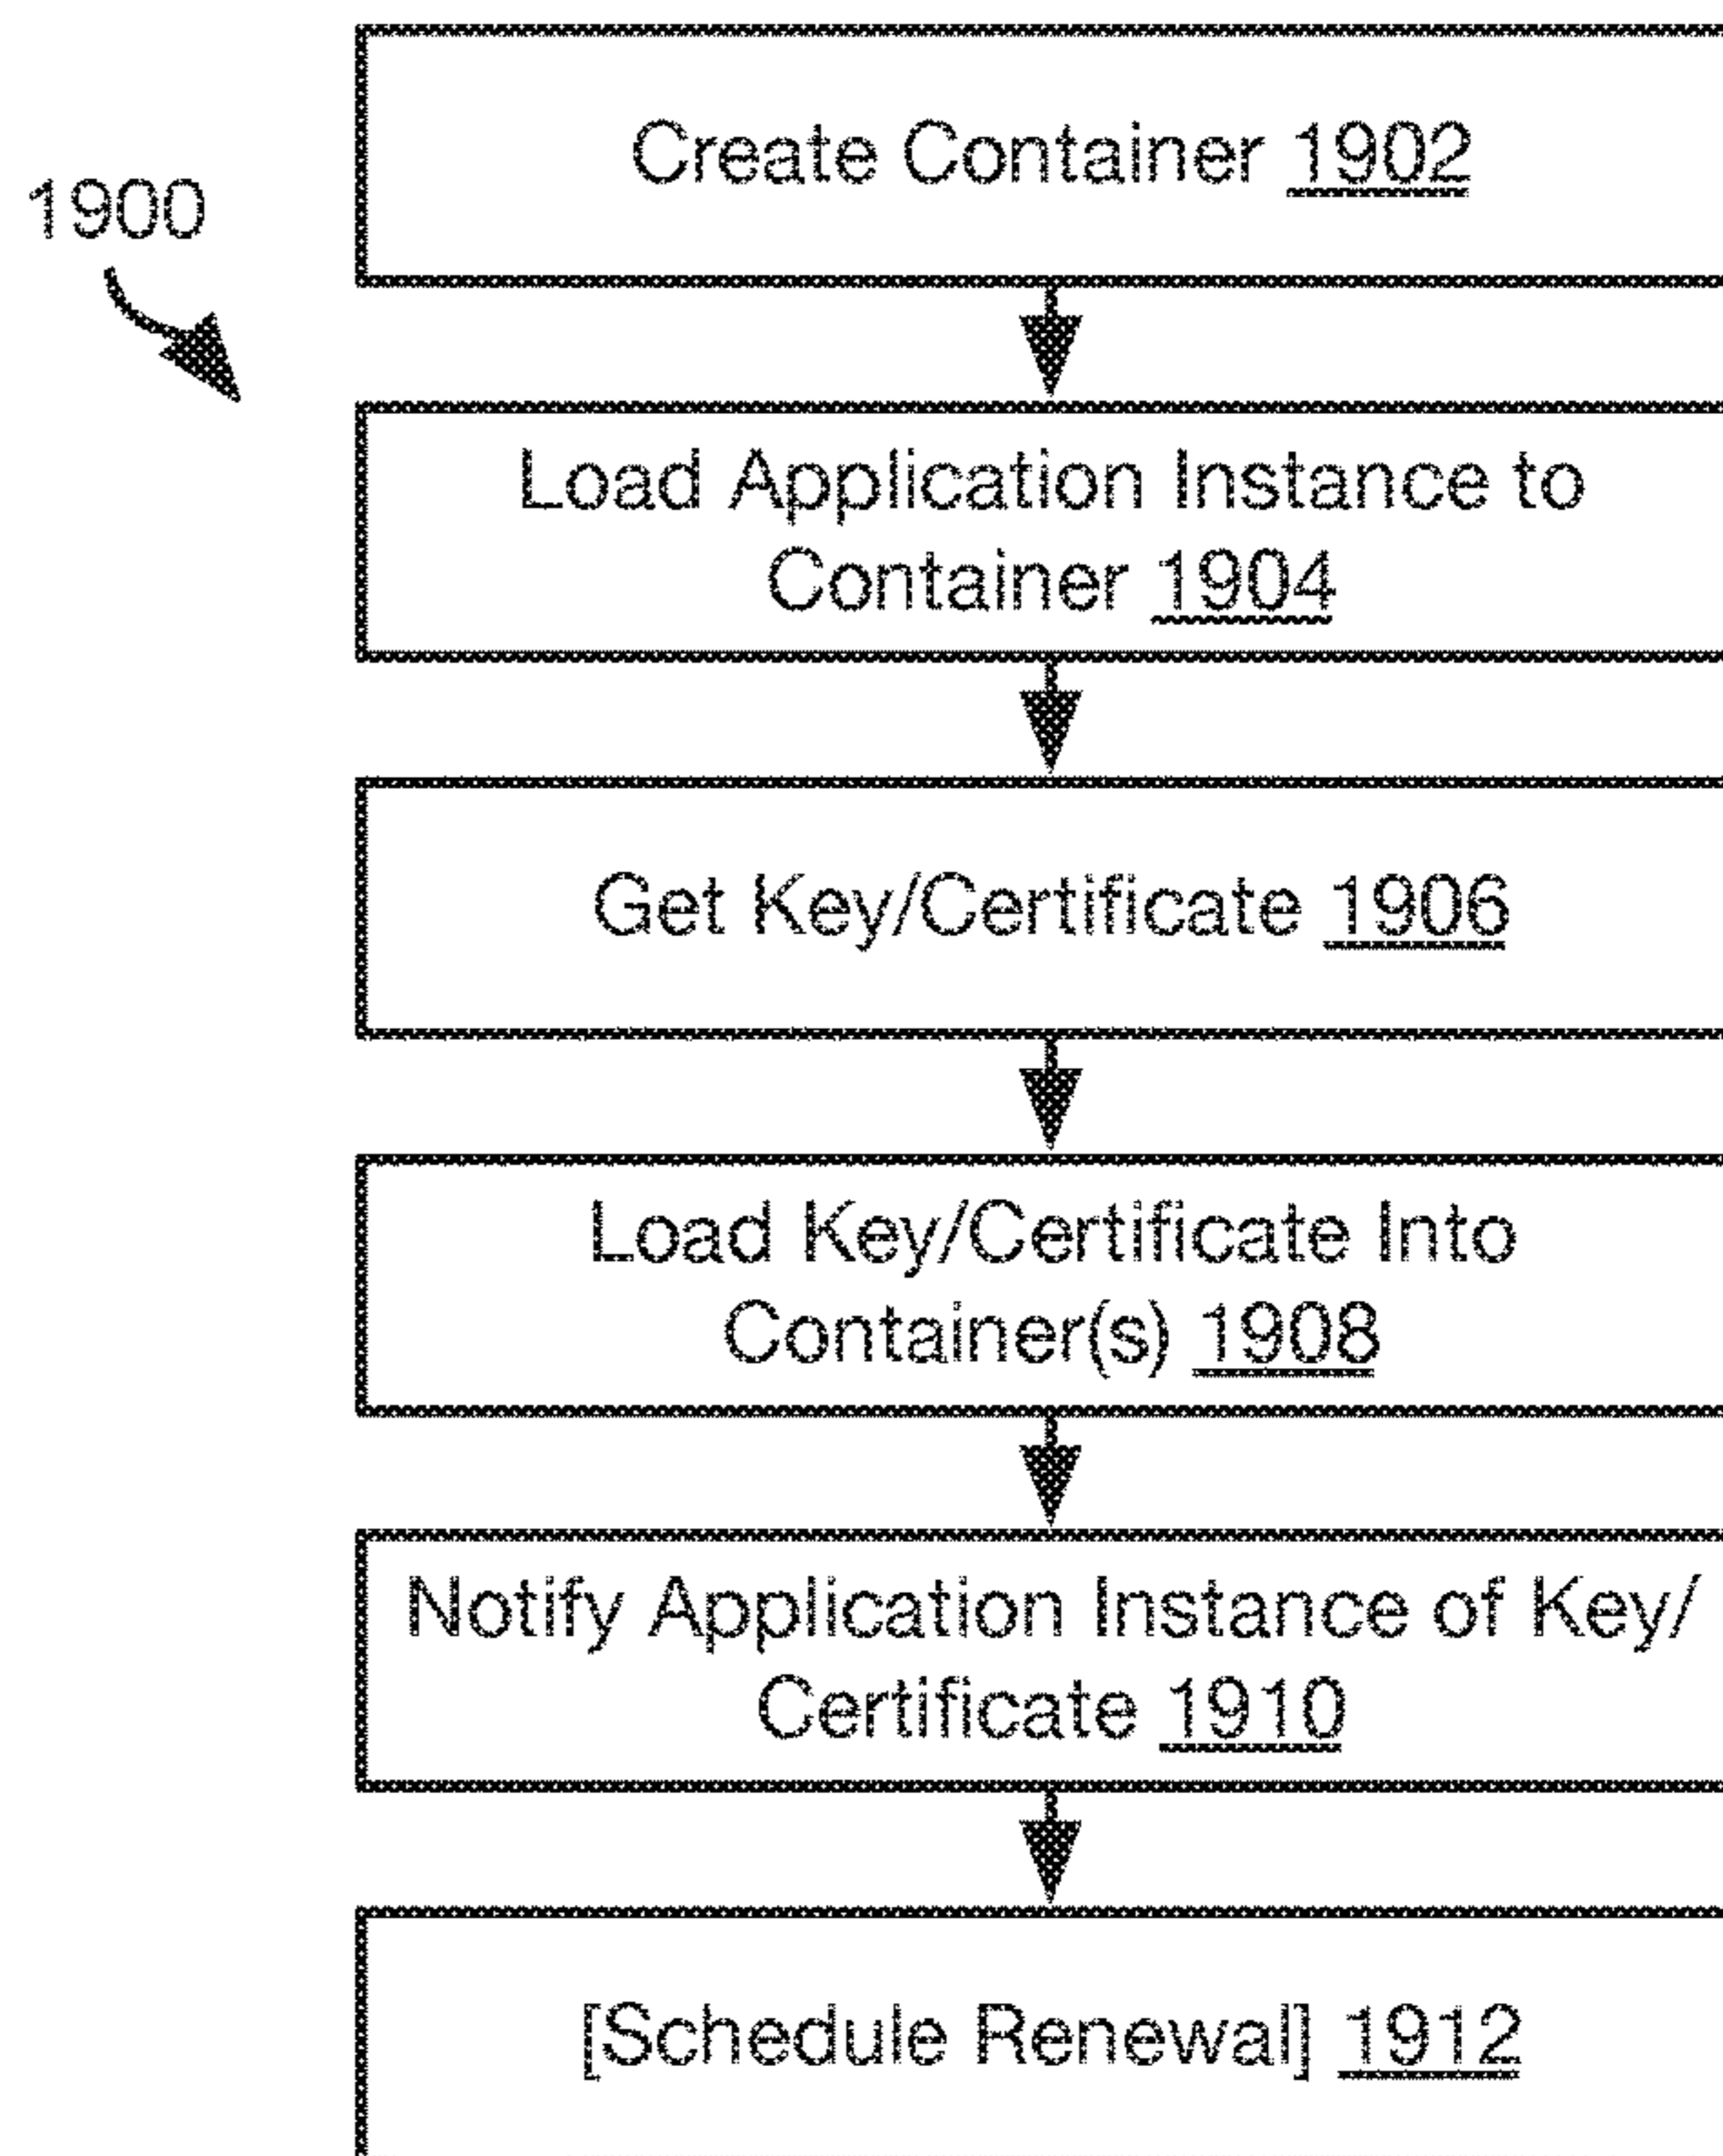 Create Container 1902
1900
Load Application Instance to
Container 1904
Get Key/Certificate 1906
Load Key/Certificate Into
Container(s) 1908
Notify Application Instance of Key/
Certificate 1910
[Schedule Renewal] 1912